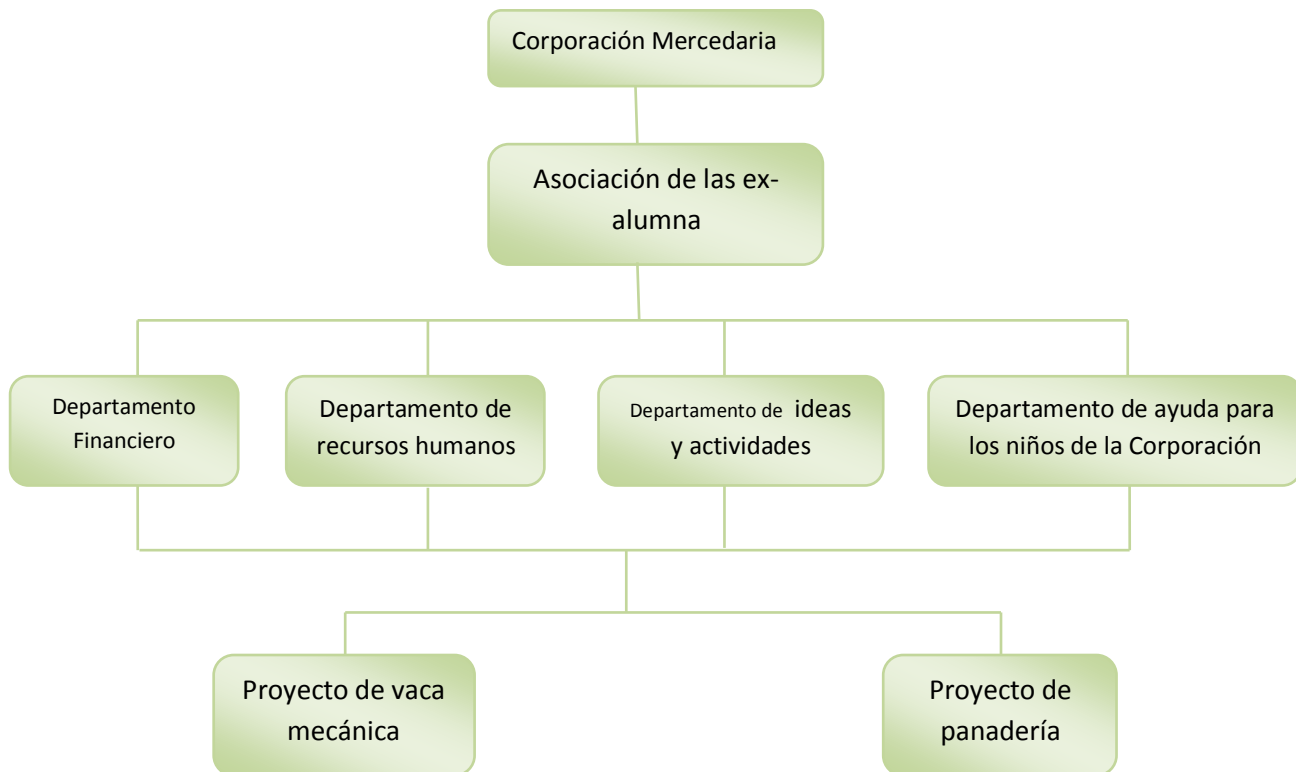 Corporación Mercedaria
Asociación de las ex-
alumna
Departamento
Financiero
Departamento de
recursos humanos
Departamento de ideas
y actividades
Departamento de ayuda para
los niños de la Corporación
Proyecto de vaca
mecánica
Proyecto de
panadería